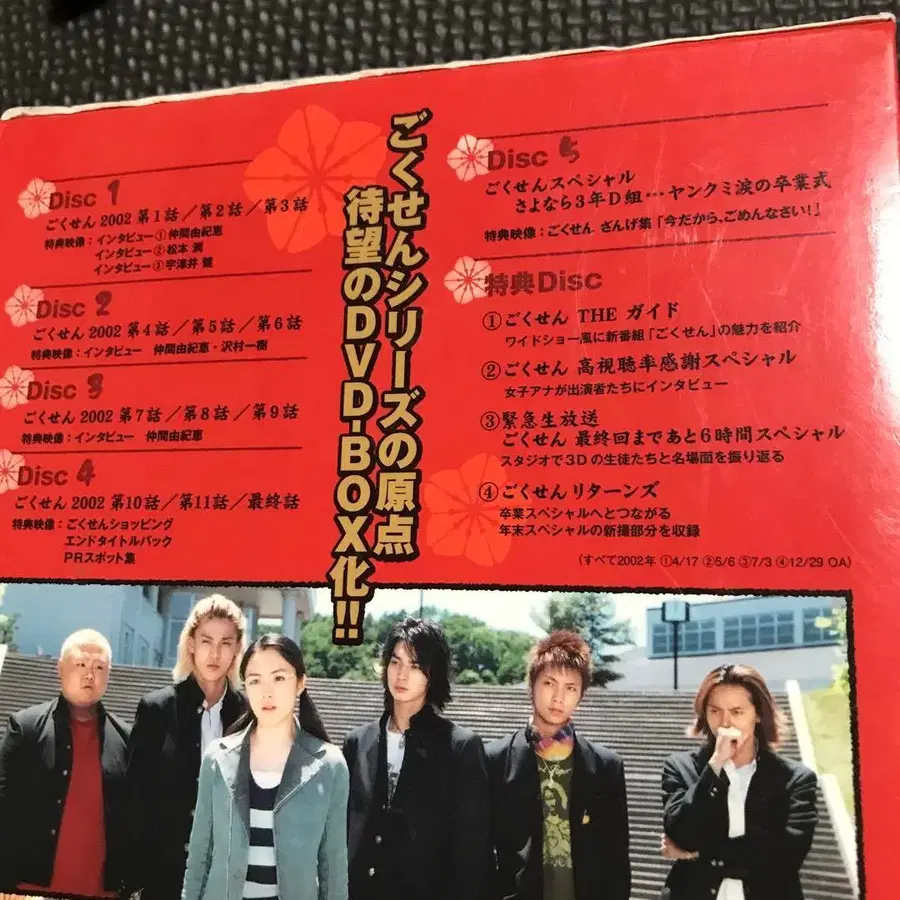 ごくせんシリーズの原点
待望のDVD-BOX化!!
Disc 1
ごくせん 2002 第1話／第2話／第3話
特典映像：インタビュー①仲間由紀恵
インタビュー②松本 潤
インタビュー③宇津井 健
Disc 2
ごくせん 2002 第4話／第5話／第6話
特典映像：インタビュー 仲間由紀恵・沢村一樹
Disc 3
ごくせん 2002 第7話／第8話／第9話
特典映像：インタビュー 仲間由紀恵
Disc 4
ごくせん 2002 第10話／第11話／最終話
特典映像：ごくせんショッピング
エンドタイトルバック
PRスポット集
Disc 5
ごくせんスペシャル
さよなら3年D組…ヤンクミ涙の卒業式
特典映像：ごくせん ざんげ集「今だから、ごめんなさい!」
特典Disc
①ごくせん THE ガイド
ワイドショー風に新番組「ごくせん」の魅力を紹介
②ごくせん 高視聴率感謝スペシャル
女子アナが出演者たちにインタビュー
③緊急生放送
ごくせん 最終回まであと6時間スペシャル
スタジオで3Dの生徒たちと名場面を振り返る
④ごくせんリターンズ
卒業スペシャルへとつながる
年末スペシャルの新撮部分を収録
(すべて2002年 ①4/17 ②5/6 ③7/3 ④12/29 OA)